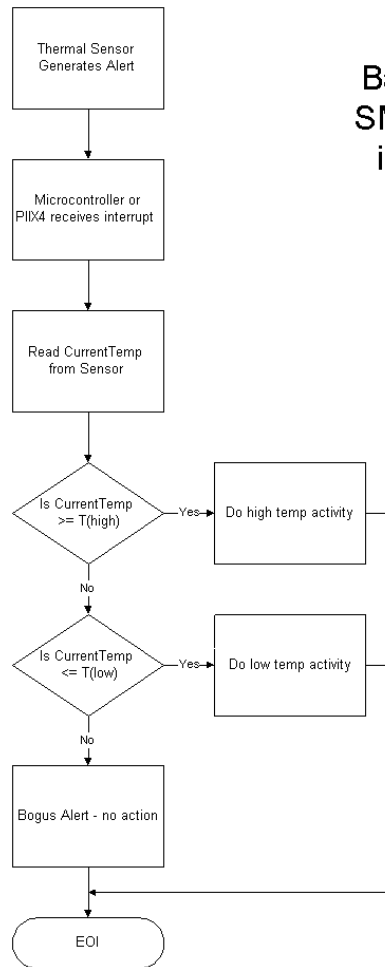 Thermal Sensor
Generates Alert
Microcontroller or
PIIX4 receives interrupt
Read CurrentTemp
from Sensor
Is CurrentTemp
>= T(high)
Yes
Do high temp activity
No
Is CurrentTemp
<= T(low)
Yes
Do low temp activity
No
Bogus Alert - no action
EOI